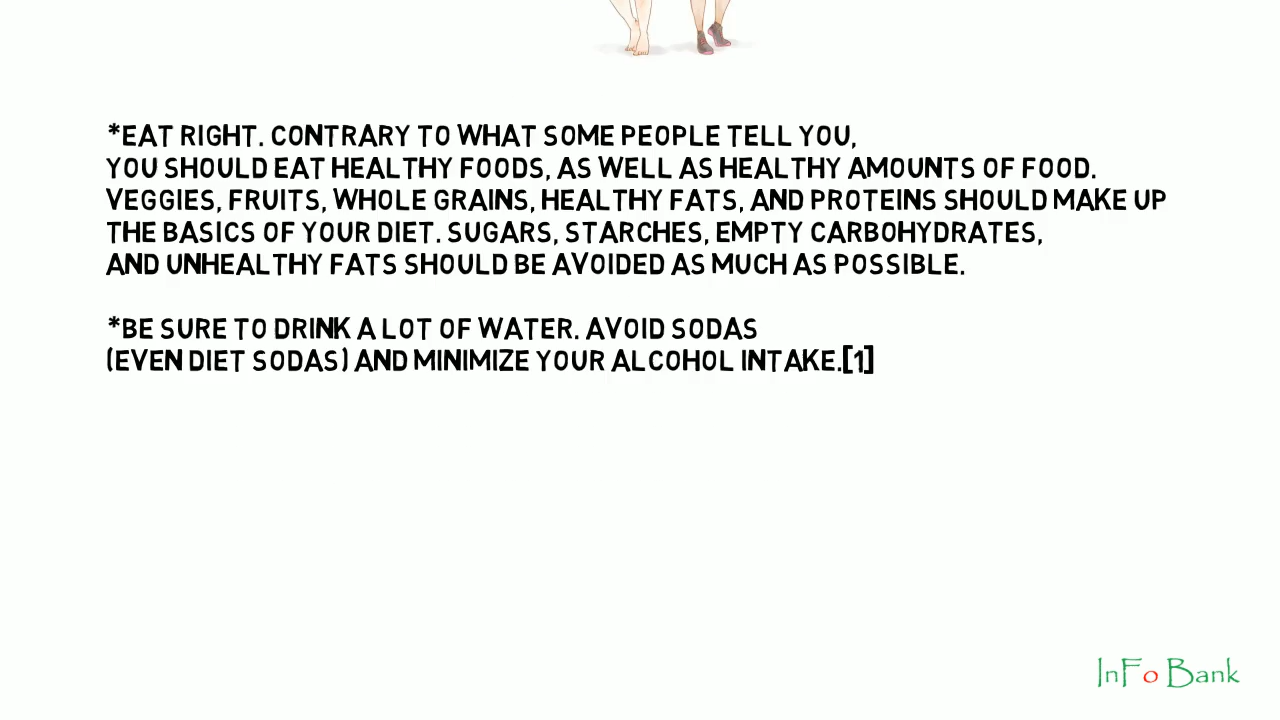 *EAT RIGHT. CONTRARY TO WHAT SOME PEOPLE TELL YOU,
YOU SHOULD EAT HEALTHY FOODS, AS WELL AS HEALTHY AMOUNTS OF FOOD.
VEGGIES, FRUITS, WHOLE GRAINS, HEALTHY FATS, AND PROTEINS SHOULD MAKE UP
THE BASICS OF YOUR DIET. SUGARS, STARCHES, EMPTY CARBOHYDRATES,
AND UNHEALTHY FATS SHOULD BE AVOIDED AS MUCH AS POSSIBLE.
*BE SURE TO DRINK A LOT OF WATER. AVOID SODAS
(EVEN DIET SODAS) AND MINIMIZE YOUR ALCOHOL INTAKE.[1]
InFo Bank